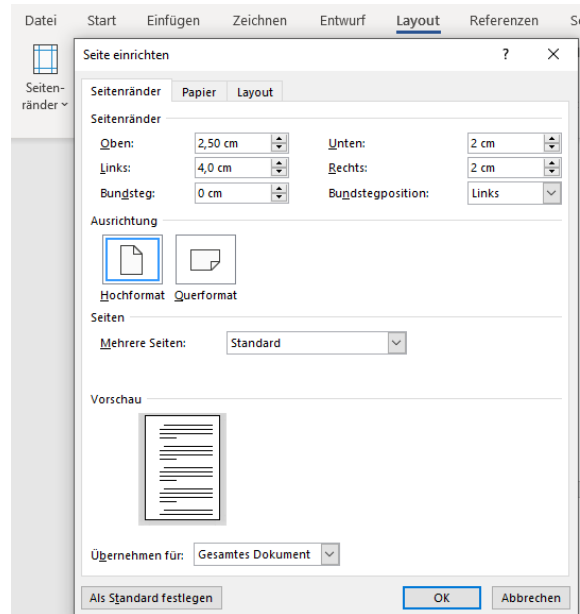 Datei Start Einfügen Zeichnen Entwurf Layout Referenzen
Seiten-
ränder
Seite einrichten ?
Seitenränder Papier Layout
Seitenränder
Oben: 2,50 cm Unten: 2 cm
Links: 4,0 cm Rechts: 2 cm
Bundsteg: 0 cm Bundstegposition: Links
Ausrichtung
Hochformat Querformat
Seiten
Mehrere Seiten: Standard
Vorschau
Übernehmen für: Gesamtes Dokument
Als Standard festlegen OK Abbrechen